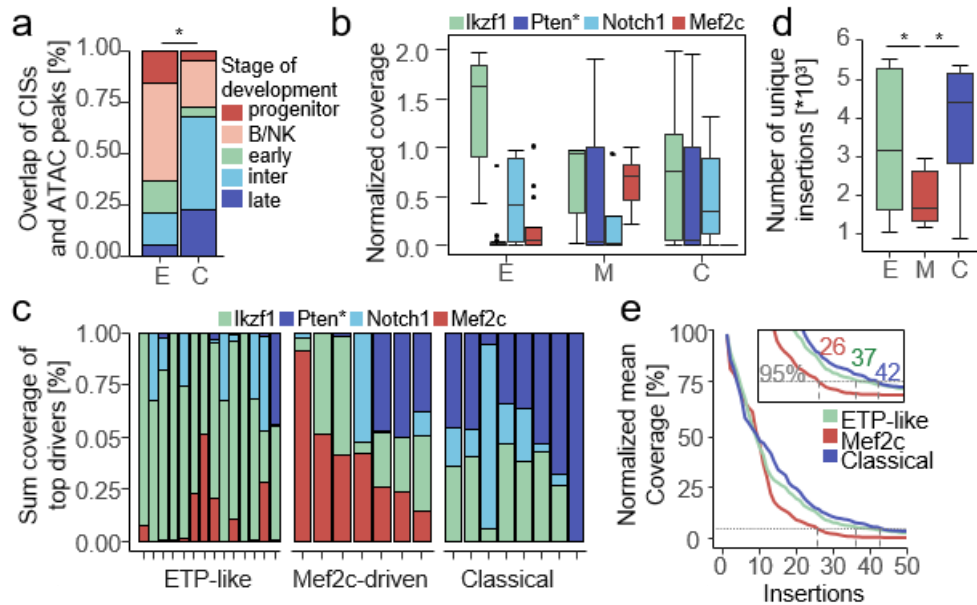 a
*
1.00
0.75
0.50
0.25
0.00
Overlap of CISs
and ATAC peaks [%]
E C
Stage of
development
progenitor
B/NK
early
inter
late
b
Ikzf1 Pten* Notch1 Mef2c
2.0
1.5
1.0
0.5
0.0
Normalized coverage
E M C
d
* *
6
5
4
3
2
1
Number of unique
insertions [*10³]
E M C
c
Ikzf1 Pten* Notch1 Mef2c
1.00
0.75
0.05
0.25
0.00
Sum coverage of
top drivers [%]
ETP-like Mef2c-driven Classical
e
100
75
50
25
0
Normalized mean
Coverage [%]
95% 26 37 42
ETP-like
Mef2c
Classical
0 10 20 30 40 50
Insertions